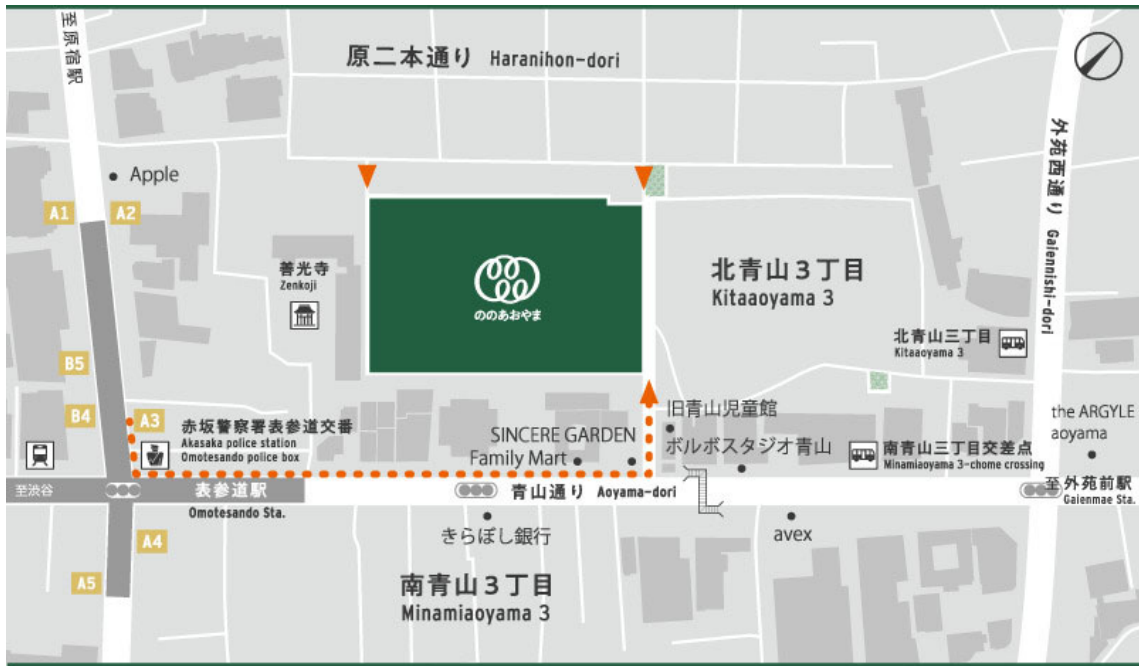 至原宿駅
原二本通り Haranihon-dori
外苑西通り Gaiennishi-dori
Apple
A1
A2
善光寺
Zenkoji
ののあおやま
北青山3丁目
Kitaaoyama 3
北青山三丁目
Kitaaoyama 3
B5
B4
A3
赤坂警察署表参道交番
Akasaka police station
Omotesando police box
SINCERE GARDEN
Family Mart
旧青山児童館
ボルボスタジオ青山
南青山三丁目交差点
Minamiaoyama 3-chome crossing
the ARGYLE
aoyama
至渋谷
表参道駅
Omotesando Sta.
青山通り Aoyama-dori
至外苑前駅
Gaienmae Sta.
A4
A5
きらぼし銀行
avex
南青山3丁目
Minamiaoyama 3